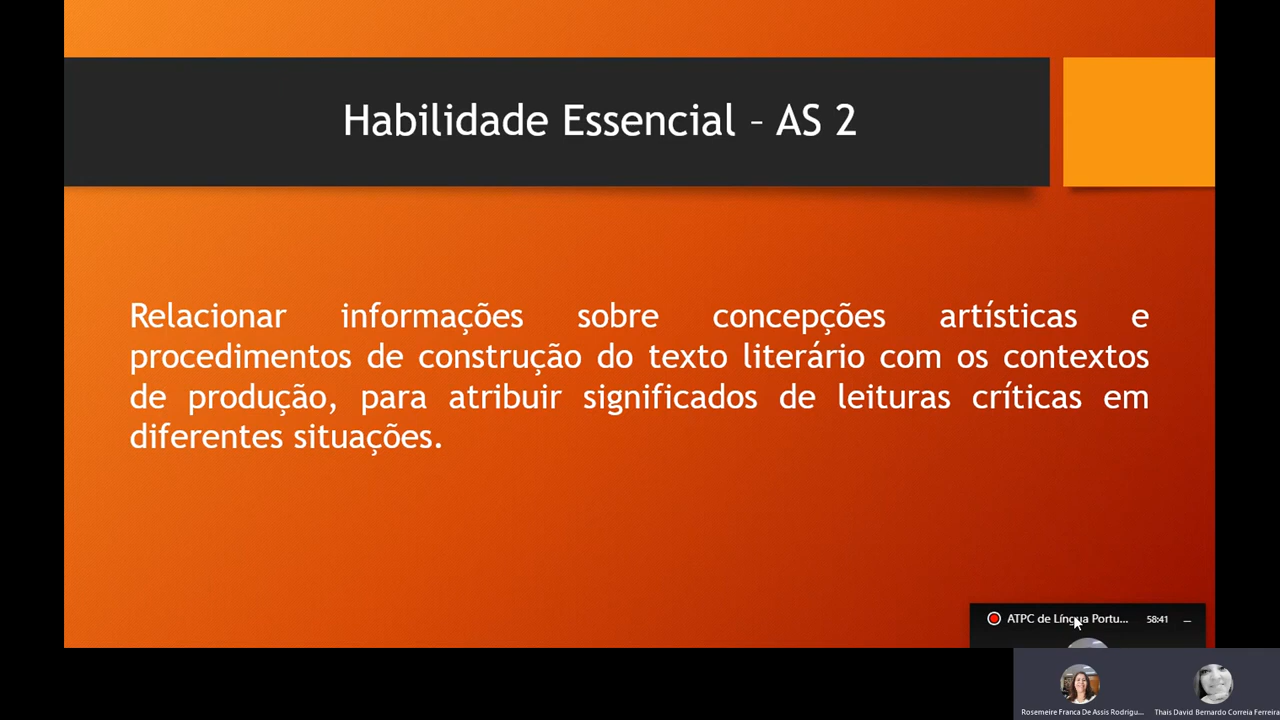 Habilidade Essencial – AS 2
Relacionar informações sobre concepções artísticas e
procedimentos de construção do texto literário com os contextos
de produção, para atribuir significados de leituras críticas em
diferentes situações.
ATPC de Língua Portu... 58:41
Rosemeire Franca De Assis Rodrigu... Thais David Bernardo Correia Ferreira